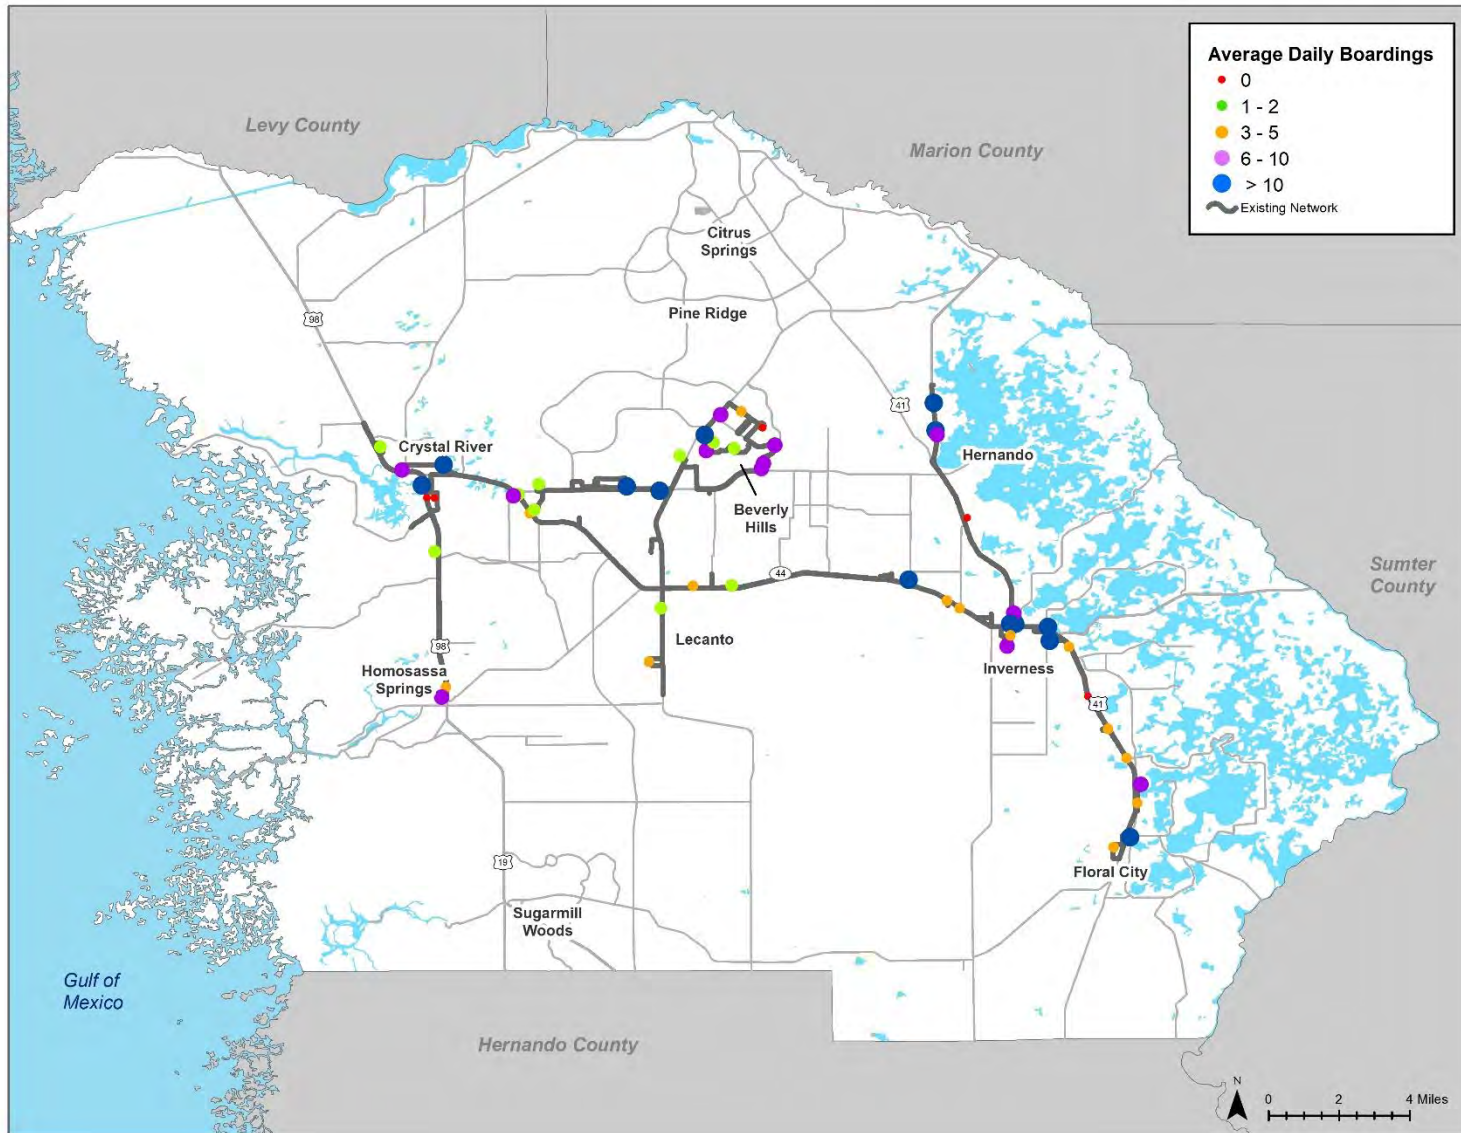 Average Daily Boardings
0
1 - 2
3 - 5
6 - 10
> 10
Existing Network
Levy County
Marion County
Citrus
Springs
98
Pine Ridge
41
Crystal River
Hernando
Beverly
Hills
Sumter
County
44
98
Lecanto
Homosassa
Springs
Inverness
41
19
Floral City
Sugarmill
Woods
Gulf of
Mexico
Hernando County
N
0 2 4 Miles